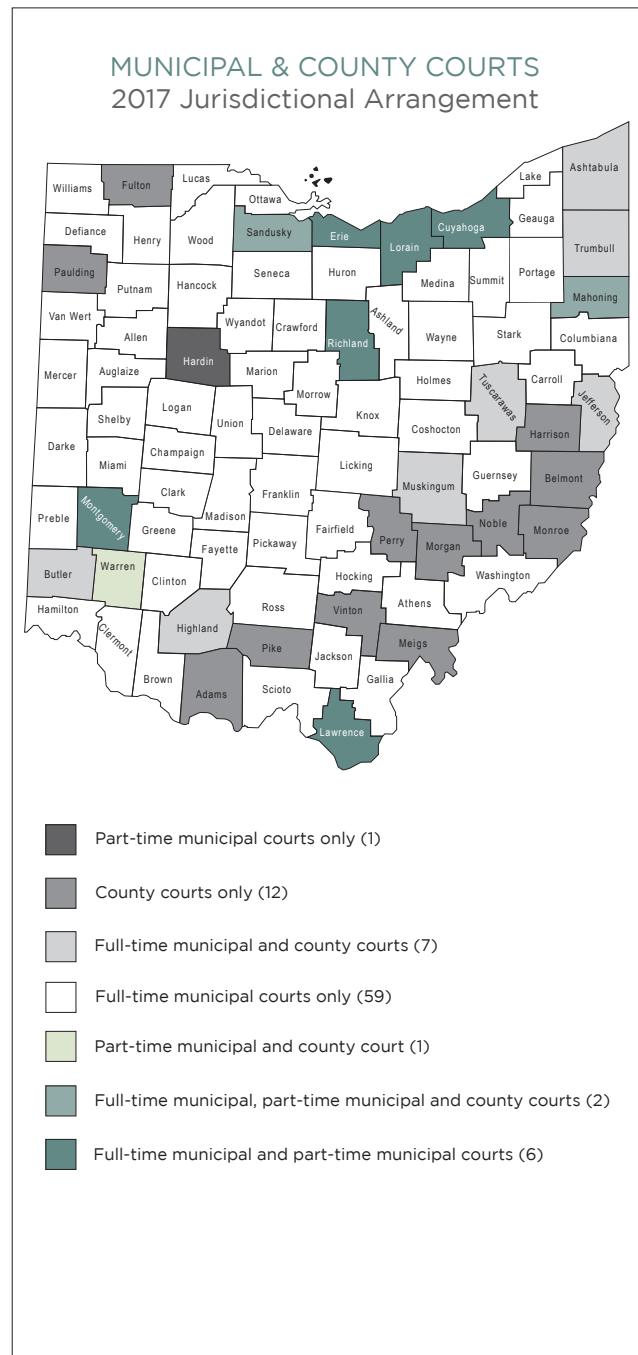 MUNICIPAL & COUNTY COURTS
2017 Jurisdictional Arrangement
Williams
Fulton
Lucas
Lake
Ashtabula
Ottawa
Defiance
Henry
Wood
Sandusky
Erie
Lorain
Cuyahoga
Geauga
Trumbull
Paulding
Putnam
Hancock
Seneca
Huron
Medina
Summit
Portage
Mahoning
Van Wert
Allen
Wyandot
Crawford
Richland
Ashland
Wayne
Stark
Columbiana
Hardin
Mercer
Auglaize
Marion
Morrow
Holmes
Tuscarawas
Carroll
Jefferson
Shelby
Logan
Union
Delaware
Knox
Coshocton
Harrison
Darke
Miami
Champaign
Licking
Muskingum
Guernsey
Belmont
Clark
Franklin
Preble
Montgomery
Greene
Madison
Fairfield
Perry
Morgan
Noble
Monroe
Butler
Warren
Clinton
Fayette
Pickaway
Hocking
Washington
Hamilton
Clermont
Highland
Ross
Vinton
Athens
Brown
Adams
Pike
Scioto
Jackson
Gallia
Meigs
Lawrence
Part-time municipal courts only (1)
County courts only (12)
Full-time municipal and county courts (7)
Full-time municipal courts only (59)
Part-time municipal and county court (1)
Full-time municipal, part-time municipal and county courts (2)
Full-time municipal and part-time municipal courts (6)